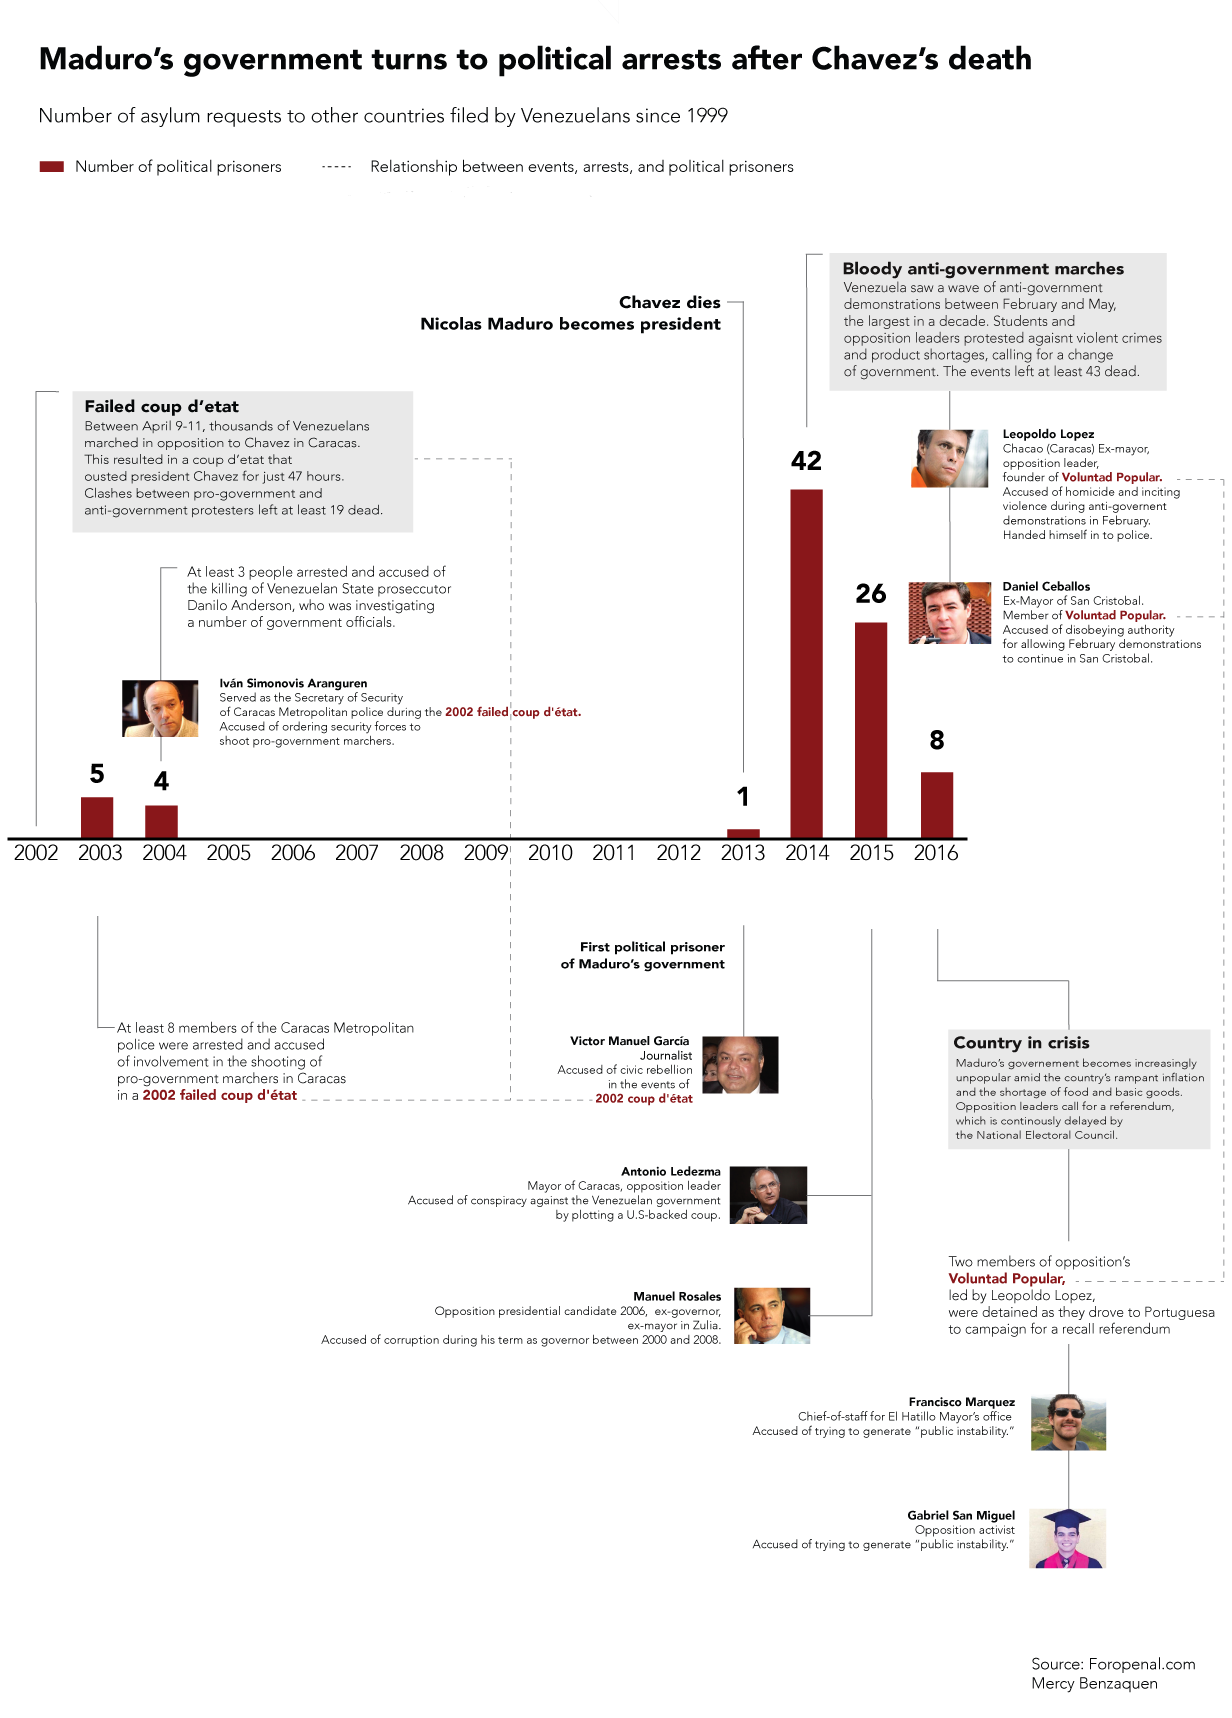 Maduro’s government turns to political arrests after Chavez’s death
Number of asylum requests to other countries filed by Venezuelans since 1999
Number of political prisoners
Relationship between events, arrests, and political prisoners
Bloody anti-government marches
Venezuela saw a wave of anti-government
demonstrations between February and May,
the largest in a decade. Students and
opposition leaders protested agaisnt violent crimes
and product shortages, calling for a change
of government. The events left at least 43 dead.
Chavez dies
Nicolas Maduro becomes president
Failed coup d’etat
Between April 9-11, thousands of Venezuelans
marched in opposition to Chavez in Caracas.
This resulted in a coup d’etat that
ousted president Chavez for just 47 hours.
Clashes between pro-government and
anti-government protesters left at least 19 dead.
Leopoldo Lopez
Chacao (Caracas) Ex-mayor,
opposition leader,
founder of Voluntad Popular.
Accused of homicide and inciting
violence during anti-governent
demonstrations in February.
Handed himself in to police.
At least 3 people arrested and accused of
the killing of Venezuelan State proseccutor
Danilo Anderson, who was investigating
a number of government officials.
Daniel Ceballos
Ex-Mayor of San Cristobal.
Member of Voluntad Popular.
Accused of disobeying authority
for allowing February demonstrations
to continue in San Cristobal.
Iván Simonovis Aranguren
Served as the Secretary of Security
of Caracas Metropolitan police during the 2002 failed coup d'état.
Accused of ordering security forces to
shoot pro-government marchers.
5
4
1
42
26
8
2002 2003 2004 2005 2006 2007 2008 2009 2010 2011 2012 2013 2014 2015 2016
First political prisoner
of Maduro’s government
At least 8 members of the Caracas Metropolitan
police were arrested and accused
of involvement in the shooting of
pro-government marchers in Caracas
in a 2002 failed coup d'état
Victor Manuel García
Journalist
Accused of civic rebellion
in the events of
2002 coup d'état
Country in crisis
Maduro’s governement becomes increasingly
unpopular amid the country’s rampant inflation
and the shortage of food and basic goods.
Opposition leaders call for a referendum,
which is continously delayed by
the National Electoral Council.
Antonio Ledezma
Mayor of Caracas, opposition leader
Accused of conspiracy against the Venezuelan government
by plotting a U.S-backed coup.
Manuel Rosales
Opposition presidential candidate 2006, ex-governor,
ex-mayor in Zulia.
Accused of corruption during his term as governor between 2000 and 2008.
Two members of opposition’s
Voluntad Popular,
led by Leopoldo Lopez,
were detained as they drove to Portuguesa
to campaign for a recall referendum
Francisco Marquez
Chief-of-staff for El Hatillo Mayor’s office
Accused of trying to generate “public instability.”
Gabriel San Miguel
Opposition activist
Accused of trying to generate “public instability.”
Source: Foropenal.com
Mercy Benzaquen